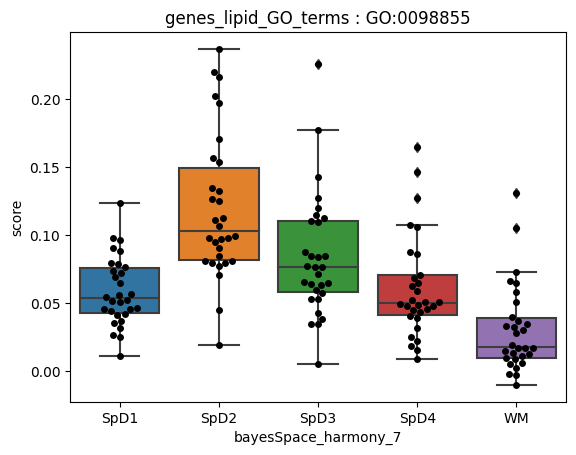 genes_lipid_GO_terms : GO:0098855
score
0.20
0.15
0.10
0.05
0.00
SpD1 SpD2 SpD3 SpD4 WM
bayesSpace_harmony_7